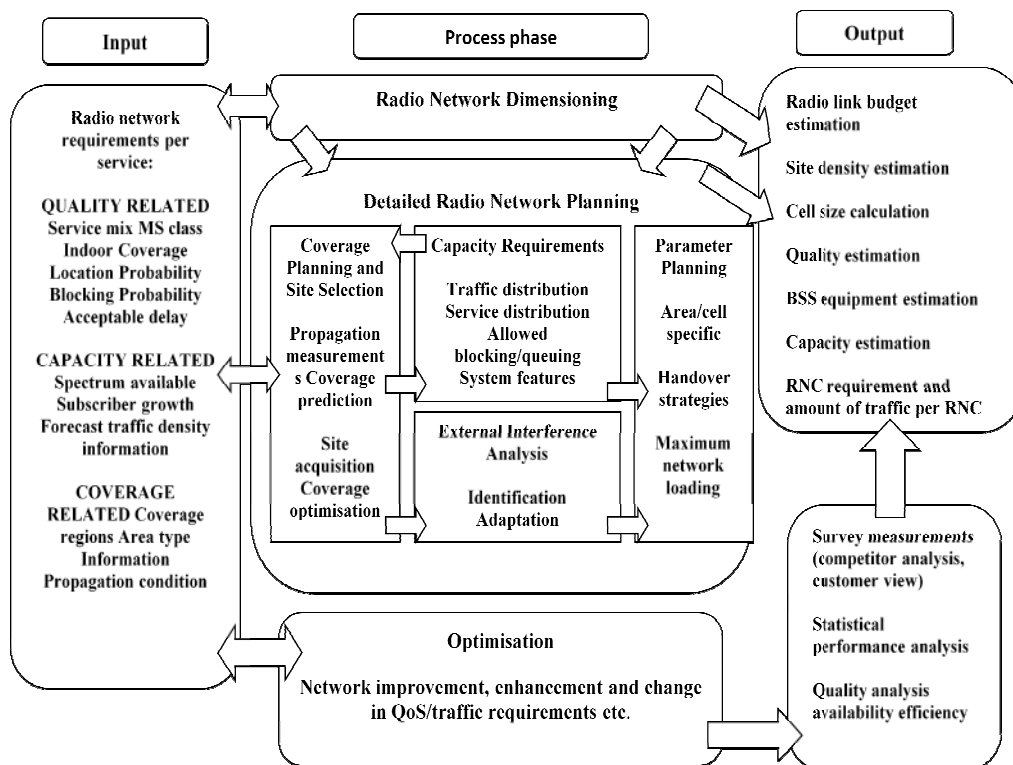 Input
Process phase
Output
Radio network
requirements per
service:
QUALITY RELATED
Service mix MS class
Indoor Coverage
Location Probability
Blocking Probability
Acceptable delay
CAPACITY RELATED
Spectrum available
Subscriber growth
Forecast traffic density
information
COVERAGE
RELATED Coverage
regions Area type
Information
Propagation condition
Radio Network Dimensioning
Detailed Radio Network Planning
Coverage
Planning and
Site Selection
Propagation
measurement
s Coverage
prediction
Site
acquisition
Coverage
optimisation
Capacity Requirements
Traffic distribution
Service distribution
Allowed
blocking/queuing
System features
External Interference
Analysis
Identification
Adaptation
Parameter
Planning
Area/cell
specific
Handover
strategies
Maximum
network
loading
Optimisation
Network improvement, enhancement and change
in QoS/traffic requirements etc.
Radio link budget
estimation
Site density estimation
Cell size calculation
Quality estimation
BSS equipment estimation
Capacity estimation
RNC requirement and
amount of traffic per RNC
Survey measurements
(competitor analysis,
customer view)
Statistical
performance analysis
Quality analysis
availability efficiency